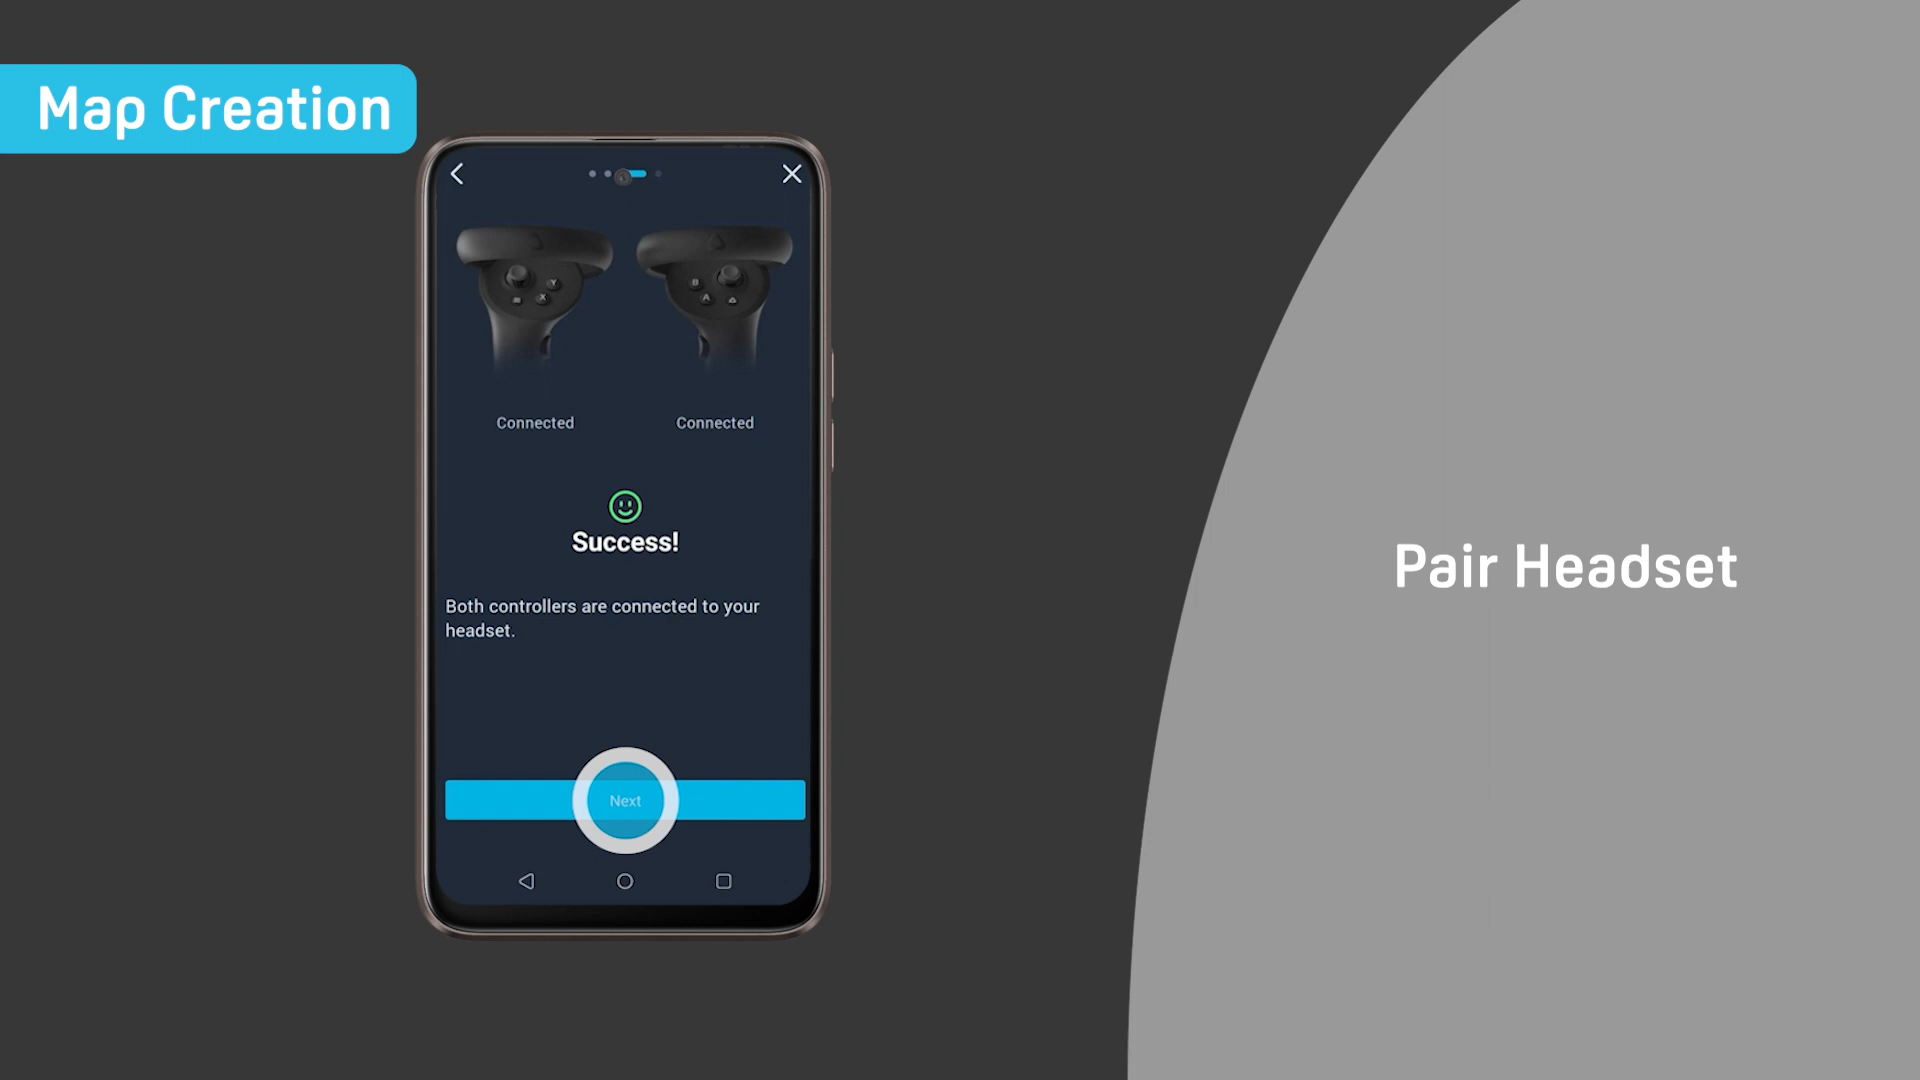 Map Creation
Y
X
B
A
Connected
Connected
Success!
Both controllers are connected to your
headset.
Next
Pair Headset